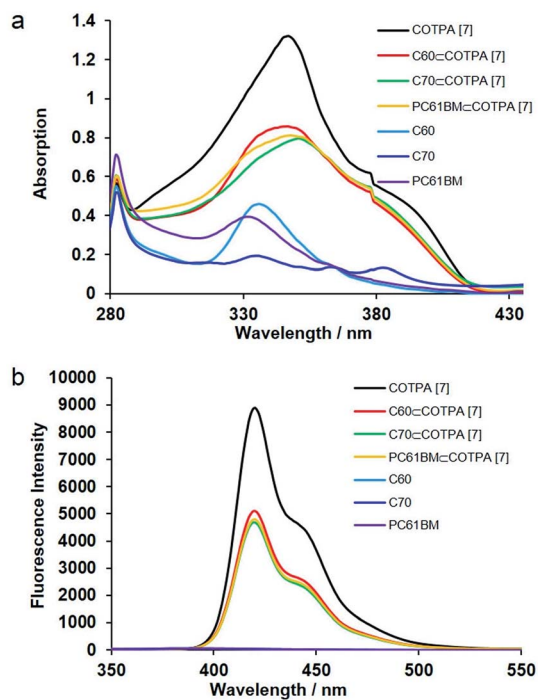 a
1.4
1.2
1
0.8
0.6
0.4
0.2
0
Absorption
280 330 380 430
Wavelength / nm
COTPA [7]
C60⊂COTPA [7]
C70⊂COTPA [7]
PC61BM⊂COTPA [7]
C60
C70
PC61BM
b
10000
9000
8000
7000
6000
5000
4000
3000
2000
1000
0
Fluorescence Intensity
350 400 450 500 550
Wavelength / nm
COTPA [7]
C60⊂COTPA [7]
C70⊂COTPA [7]
PC61BM⊂COTPA [7]
C60
C70
PC61BM